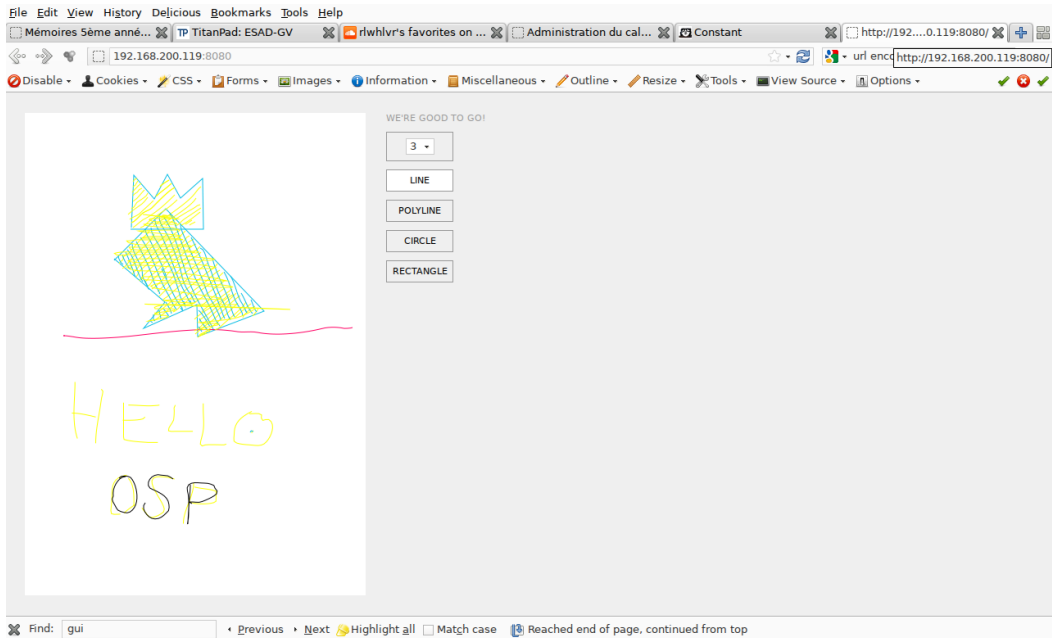 File Edit View History Delicious Bookmarks Tools Help
Mémoires 5ème anné... TP TitanPad: ESAD-GV rlwhlvr's favorites on ... Administration du cal... Constant http://192....0.119:8080/
192.168.200.119:8080 url enco http://192.168.200.119:8080/
Disable Cookies CSS Forms Images Information Miscellaneous Outline Resize Tools View Source Options
WE'RE GOOD TO GO!
3
LINE
POLYLINE
CIRCLE
RECTANGLE
HELLO
OSP
Find: gui Previous Next Highlight all Match case Reached end of page, continued from top